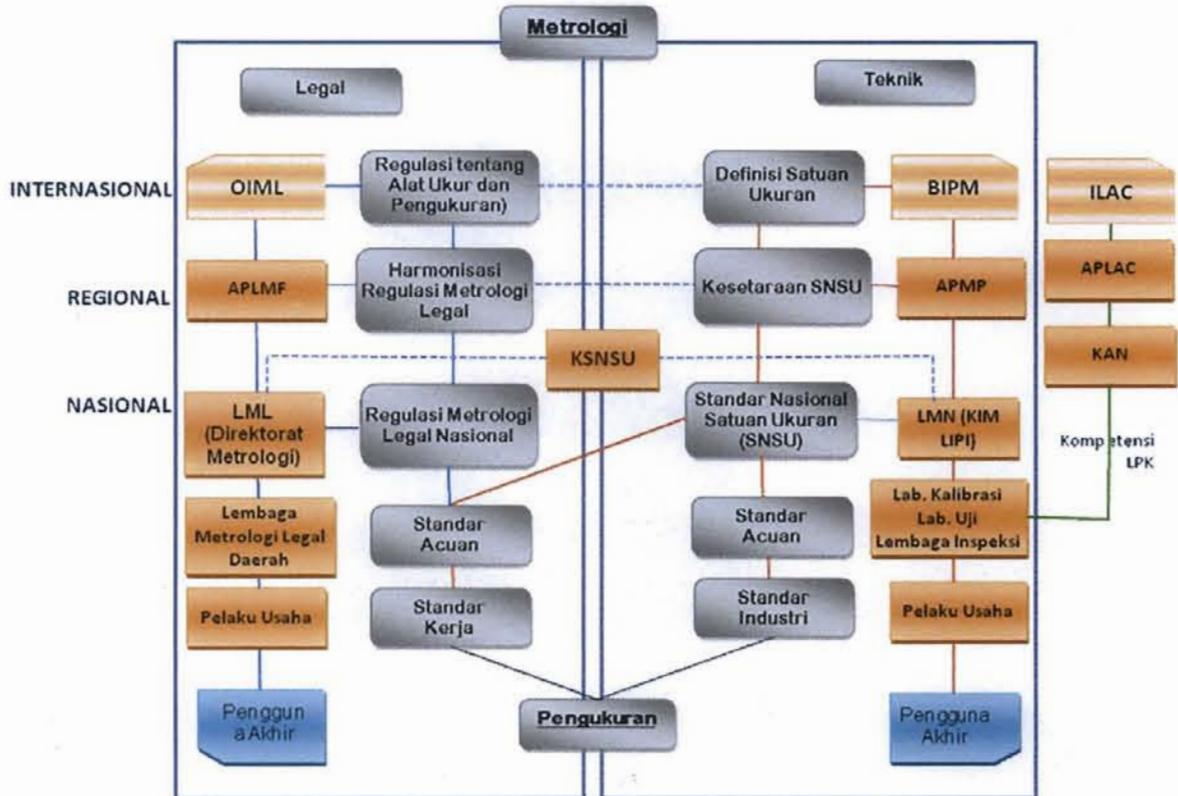 Metrologi
Legal
Teknik
INTERNASIONAL
OIML
Regulasi tentang
Alat Ukur dan
Pengukuran)
Definisi Satuan
Ukuran
BIPM
ILAC
REGIONAL
APLMF
Harmonisasi
Regulasi Metrologi
Legal
Kesetaraan SNSU
APMP
APLAC
KSNSU
KAN
NASIONAL
LML
(Direktorat
Metrologi)
Regulasi Metrologi
Legal Nasional
Standar Nasional
Satuan Ukuran
(SNSU)
LMN (KIM
LIPI)
Kompetensi
LPK
Lembaga
Metrologi Legal
Daerah
Standar
Acuan
Standar
Acuan
Lab. Kalibrasi
Lab. Uji
Lembaga Inspeksi
Pelaku Usaha
Standar
Kerja
Standar
Industri
Pelaku Usaha
Penggun
a Akhir
Pengukuran
Pengguna
Akhir